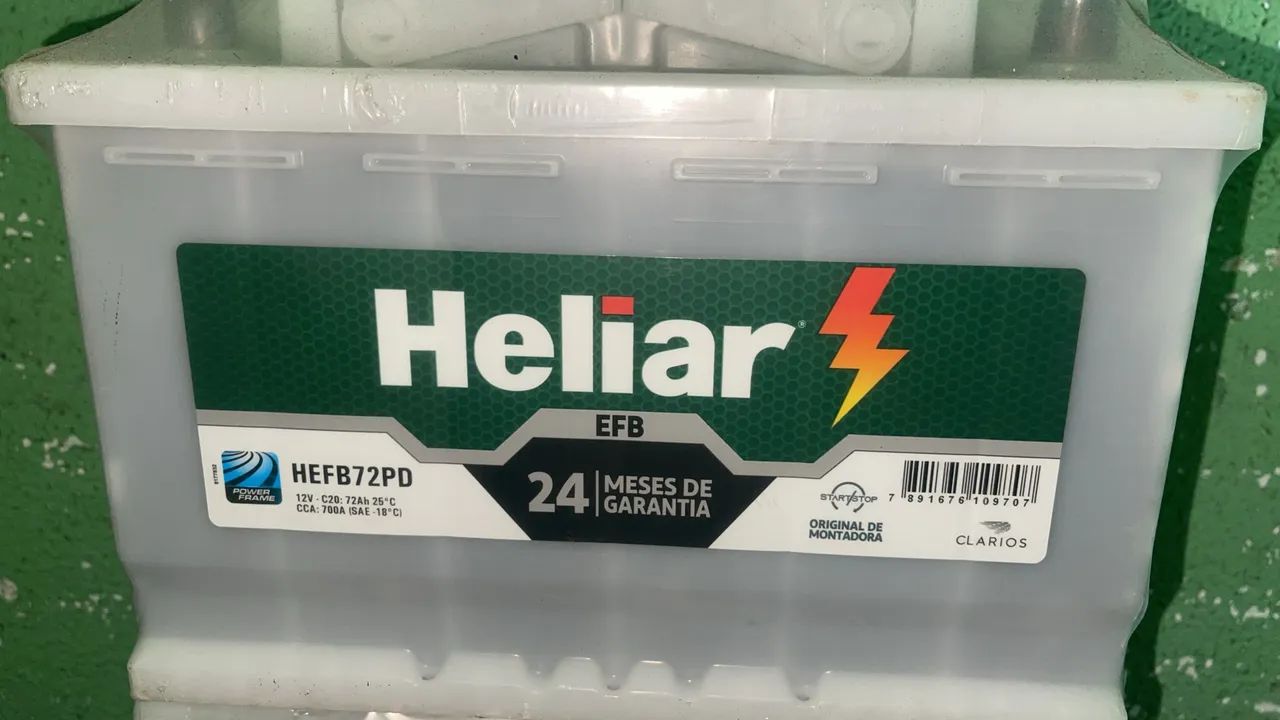 Heliar®
EFB
POWER
FRAME
HEFB72PD
12V - C20: 72Ah 25°C
CCA: 700A (SAE -18°C)
24 MESES DE
GARANTIA
START STOP
ORIGINAL DE
MONTADORA
7 891676 109707
CLARIOS